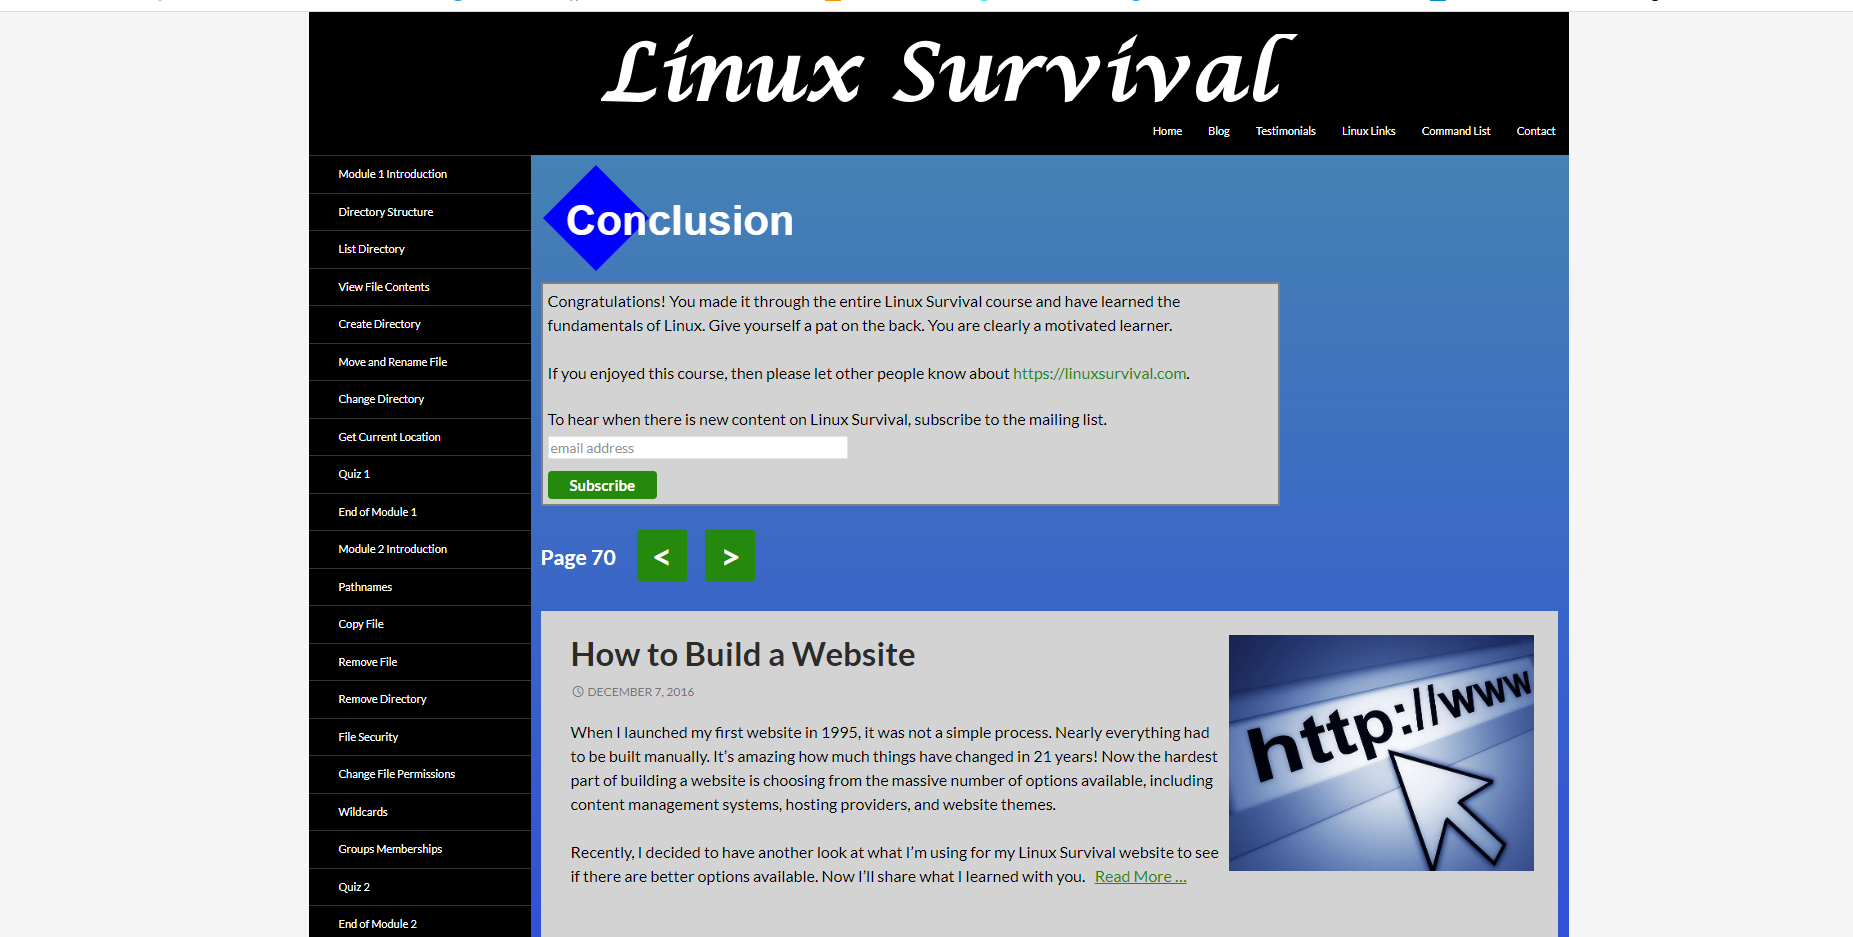 Linux Survival
Home
Blog
Testimonials
Linux Links
Command List
Contact
Module 1 Introduction
Directory Structure
List Directory
View File Contents
Create Directory
Move and Rename File
Change Directory
Get Current Location
Quiz 1
End of Module 1
Module 2 Introduction
Pathnames
Copy File
Remove File
Remove Directory
File Security
Change File Permissions
Wildcards
Groups Memberships
Quiz 2
End of Module 2
Conclusion
Congratulations! You made it through the entire Linux Survival course and have learned the
fundamentals of Linux. Give yourself a pat on the back. You are clearly a motivated learner.
If you enjoyed this course, then please let other people know about https://linuxsurvival.com.
To hear when there is new content on Linux Survival, subscribe to the mailing list.
email address
Subscribe
Page 70 < >
How to Build a Website
DECEMBER 7, 2016
When I launched my first website in 1995, it was not a simple process. Nearly everything had
to be built manually. It’s amazing how much things have changed in 21 years! Now the hardest
part of building a website is choosing from the massive number of options available, including
content management systems, hosting providers, and website themes.
Recently, I decided to have another look at what I’m using for my Linux Survival website to see
if there are better options available. Now I’ll share what I learned with you. Read More ...
http://www